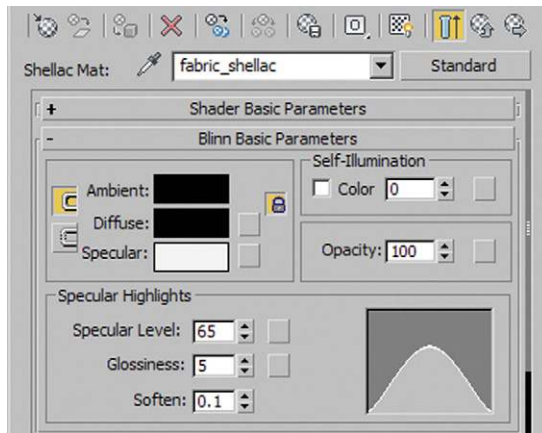 Shellac Mat: fabric_shellac Standard
+ Shader Basic Parameters
- Blinn Basic Parameters
Self-Illumination
Ambient:
Color 0
Diffuse:
Specular:
Opacity: 100
Specular Highlights
Specular Level: 65
Glossiness: 5
Soften: 0.1